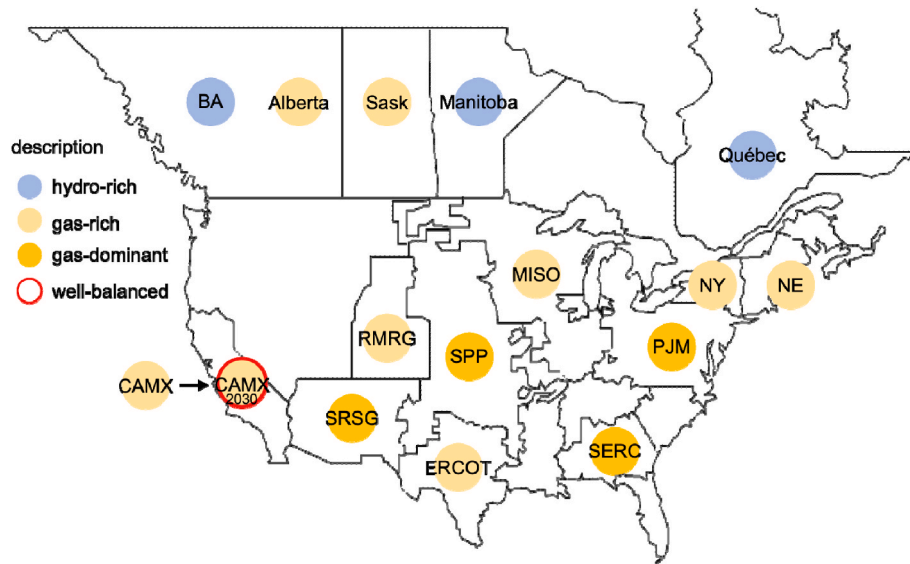 BA
Alberta
Sask
Manitoba
Québec
description
hydro-rich
gas-rich
gas-dominant
well-balanced
MISO
NY
NE
RMRG
SPP
PJM
CAMX
CAMX
2030
SRSG
SERC
ERCOT